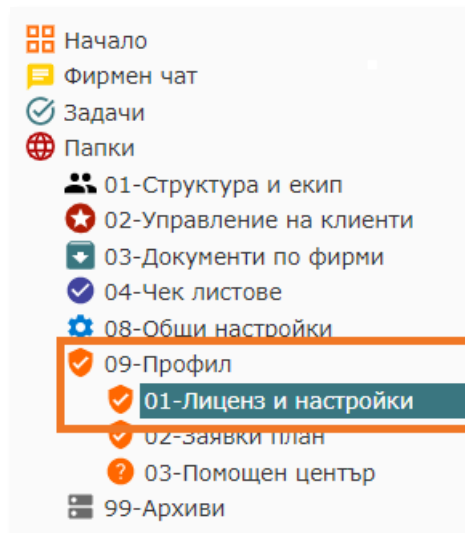 Начало
Фирмен чат
Задачи
Папки
01-Структура и екип
02-Управление на клиенти
03-Документи по фирми
04-Чек листове
08-Общи настройки
09-Профил
01-Лиценз и настройки
02-Заявки план
03-Помощен център
99-Архиви